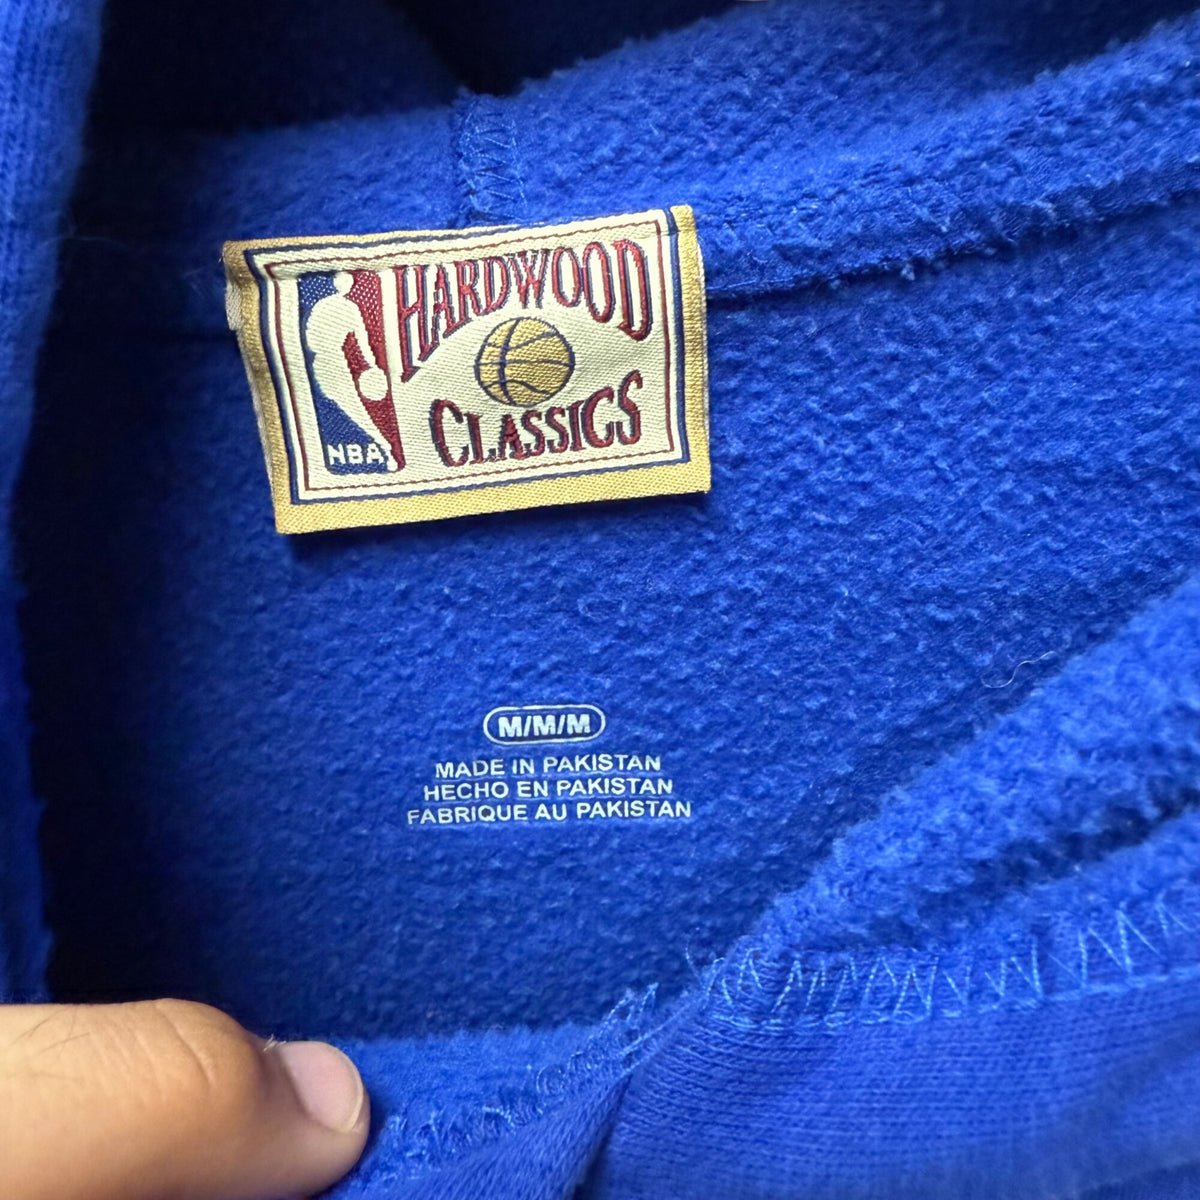 HARDWOOD
CLASSICS
NBA
M/M/M
MADE IN PAKISTAN
HECHO EN PAKISTAN
FABRIQUE AU PAKISTAN